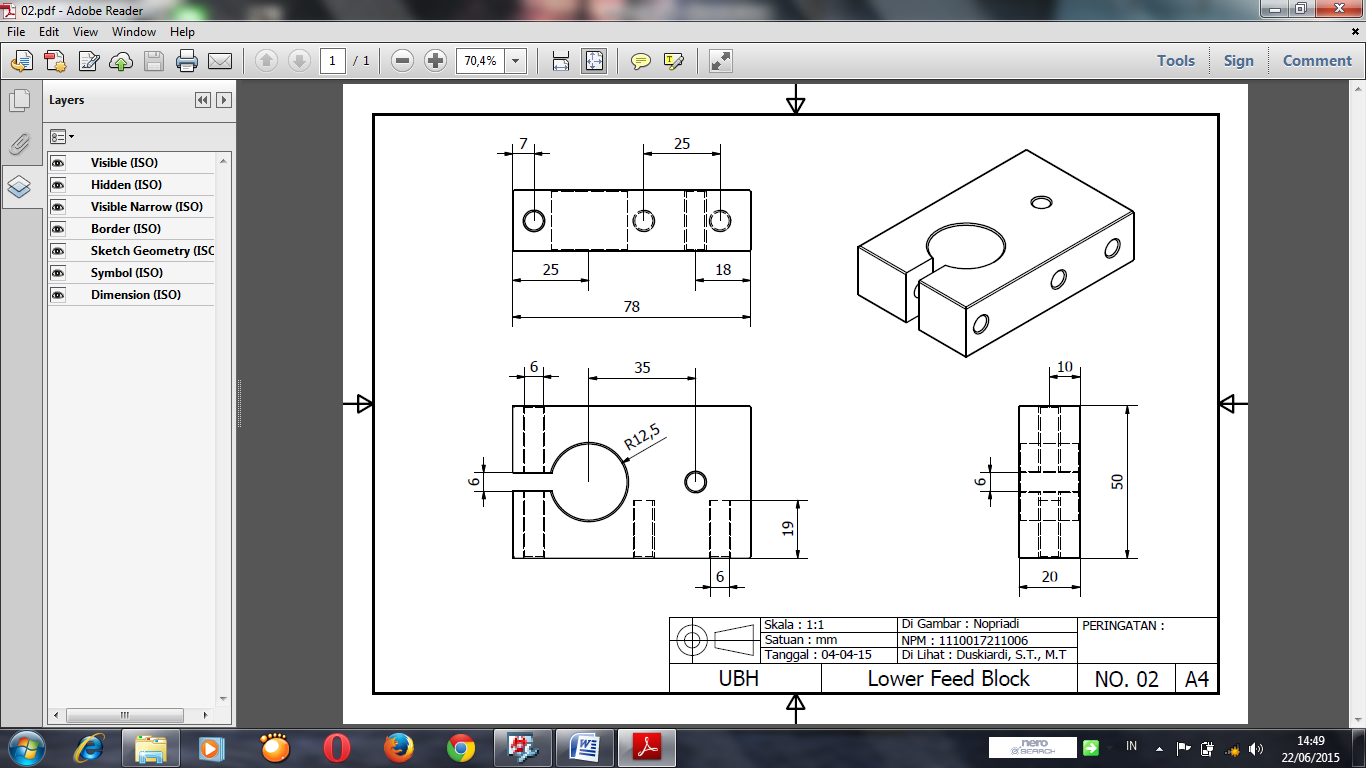 02.pdf - Adobe Reader
File Edit View Window Help
1 / 1 70,4% Tools Sign Comment
Layers
Visible (ISO)
Hidden (ISO)
Visible Narrow (ISO)
Border (ISO)
Sketch Geometry (ISO
Symbol (ISO)
Dimension (ISO)
7 25
25 18
78
6 35 10
R12,5
6 6 50
19
6 20
Skala : 1:1 Di Gambar : Nopriadi PERINGATAN :
Satuan : mm NPM : 1110017211006
Tanggal : 04-04-15 Di Lihat : Duskiardi, S.T., M.T
UBH Lower Feed Block NO. 02 A4
nero
SEARCH
IN
14:49
22/06/2015